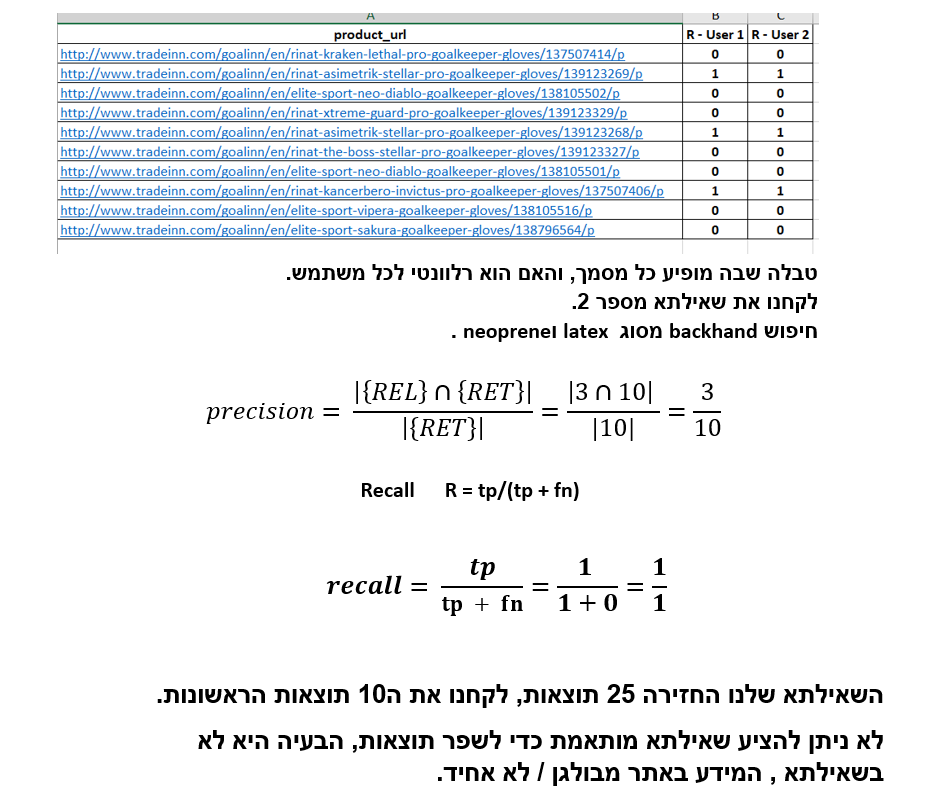 A B C
product_url R - User 1 R - User 2
http://www.tradeinn.com/goalinn/en/rinat-kraken-lethal-pro-goalkeeper-gloves/137507414/p 0 0
http://www.tradeinn.com/goalinn/en/rinat-asimetrik-stellar-pro-goalkeeper-gloves/139123269/p 1 1
http://www.tradeinn.com/goalinn/en/elite-sport-neo-diablo-goalkeeper-gloves/138105502/p 0 0
http://www.tradeinn.com/goalinn/en/rinat-xtreme-guard-pro-goalkeeper-gloves/139123329/p 0 0
http://www.tradeinn.com/goalinn/en/rinat-asimetrik-stellar-pro-goalkeeper-gloves/139123268/p 1 1
http://www.tradeinn.com/goalinn/en/rinat-the-boss-stellar-pro-goalkeeper-gloves/139123327/p 0 0
http://www.tradeinn.com/goalinn/en/elite-sport-neo-diablo-goalkeeper-gloves/138105501/p 0 0
http://www.tradeinn.com/goalinn/en/rinat-kancerbero-invictus-pro-goalkeeper-gloves/137507406/p 1 1
http://www.tradeinn.com/goalinn/en/elite-sport-vipera-goalkeeper-gloves/138105516/p 0 0
http://www.tradeinn.com/goalinn/en/elite-sport-sakura-goalkeeper-gloves/138796564/p 0 0
טבלה שבה מופיע כל מסמך, והאם הוא רלוונטי לכל משתמש.
לקחנו את שאילתא מספר 2.
חיפוש backhand מסוג latex וneoprene .
precision = |{REL} ∩ {RET}| / |{RET}| = |3 ∩ 10| / |10| = 3 / 10
Recall R = tp/(tp + fn)
recall = tp / tp + fn = 1 / 1 + 0 = 1 / 1
השאילתא שלנו החזירה 25 תוצאות, לקחנו את ה10 תוצאות הראשונות.
לא ניתן להציע שאילתא מותאמת כדי לשפר תוצאות, הבעיה היא לא
בשאילתא , המידע באתר מבולגן / לא אחיד.